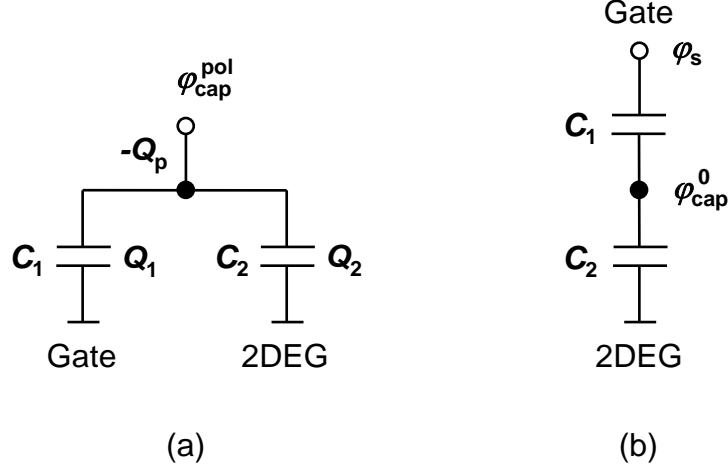 φ_cap^pol
-Q_p
C_1
Q_1
C_2
Q_2
Gate
2DEG
(a)
Gate
φ_s
C_1
φ_cap^0
C_2
2DEG
(b)